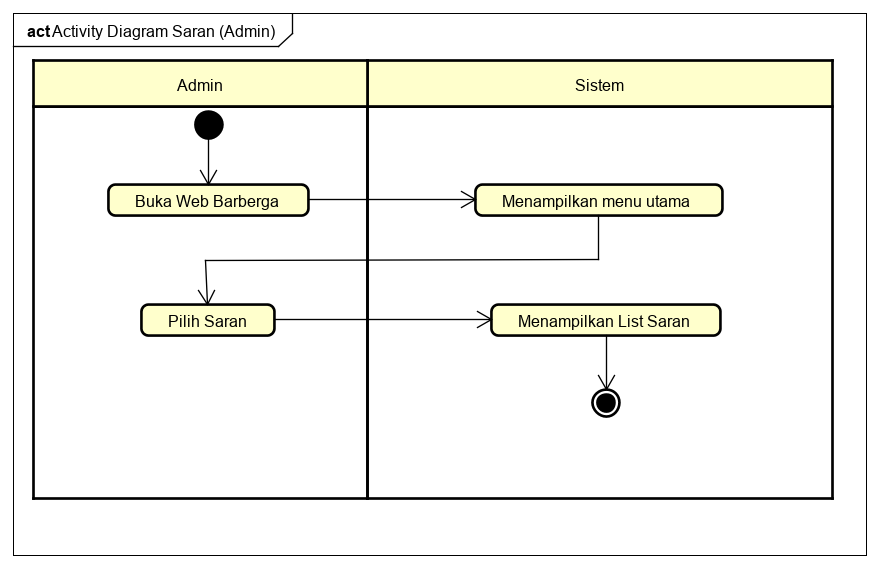 act Activity Diagram Saran (Admin)
Admin
Sistem
Buka Web Barberga
Menampilkan menu utama
Pilih Saran
Menampilkan List Saran